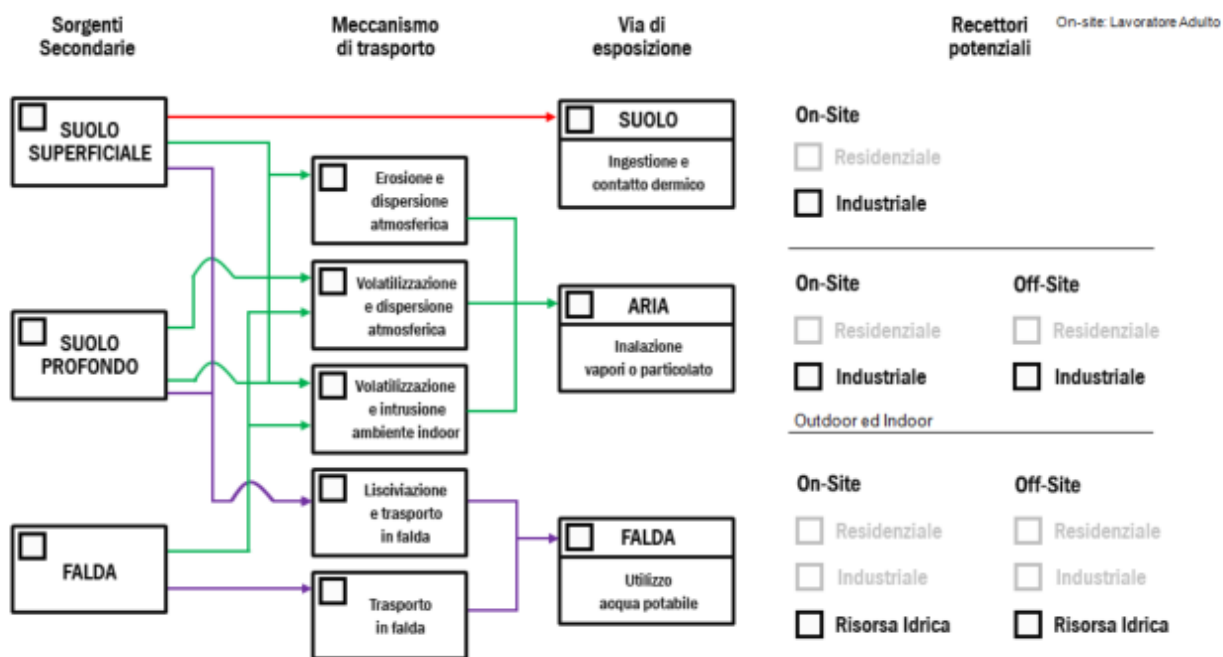 Sorgenti
Secondarie
Meccanismo
di trasporto
Via di
esposizione
Recettori
potenziali
On-site: Lavoratore Adulto
SUOLO
SUPERFICIALE
SUOLO
PROFONDO
FALDA
Erosione e
dispersione
atmosferica
Volatilizzazione
e dispersione
atmosferica
Volatilizzazione
e intrusione
ambiente indoor
Lisciviazione
e trasporto
in falda
Trasporto
in falda
SUOLO
Ingestione e
contatto dermico
ARIA
Inalazione
vapori o particolato
FALDA
Utilizzo
acqua potabile
On-Site
Residenziale
Industriale
On-Site Off-Site
Residenziale Residenziale
Industriale Industriale
Outdoor ed Indoor
On-Site Off-Site
Residenziale Residenziale
Industriale Industriale
Risorsa Idrica Risorsa Idrica